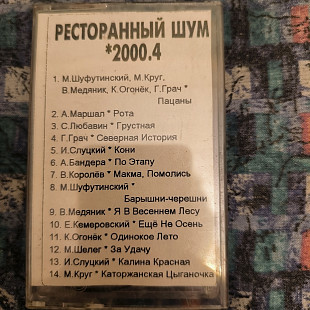 РЕСТОРАННЫЙ ШУМ
*2000.4
1. М.Шуфутинский, М.Круг,
В.Медяник, К.Огонёк, Г.Грач *
Пацаны
2. А.Маршал * Рота
3. С.Любавин * Грустная
4. Г.Грач * Северная История
5. И.Слуцкий * Кони
6. А.Бандера * По Этапу
7. В.Королёв * Макма, Помолись
8. М.Шуфутинский *
Барышни-черешни
9. В.Медяник * Я В Весеннем Лесу
10. Е.Кемеровский * Ещё Не Осень
11. К.Огонёк * Одинокое Лето
12. М.Шелег * За Удачу
13. И.Слуцкий * Калина Красная
14. М.Круг * Каторжанская Цыганочка